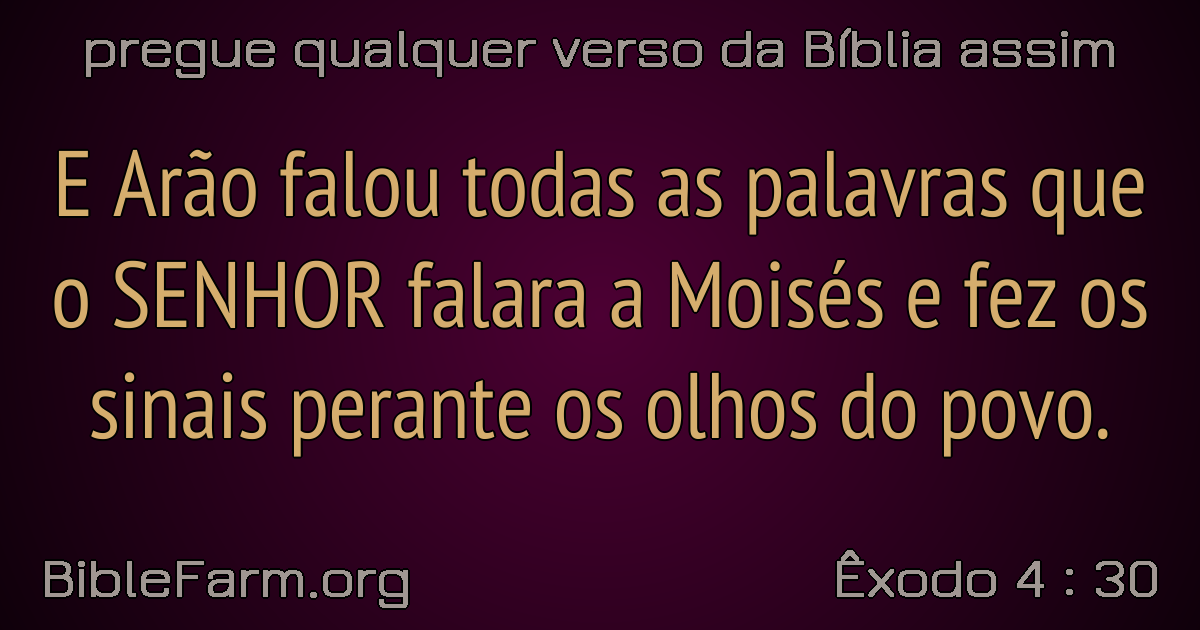 pregue qualquer verso da Bíblia assim
E Arão falou todas as palavras que
o SENHOR falara a Moisés e fez os
sinais perante os olhos do povo.
BibleFarm.org
Êxodo 4 : 30